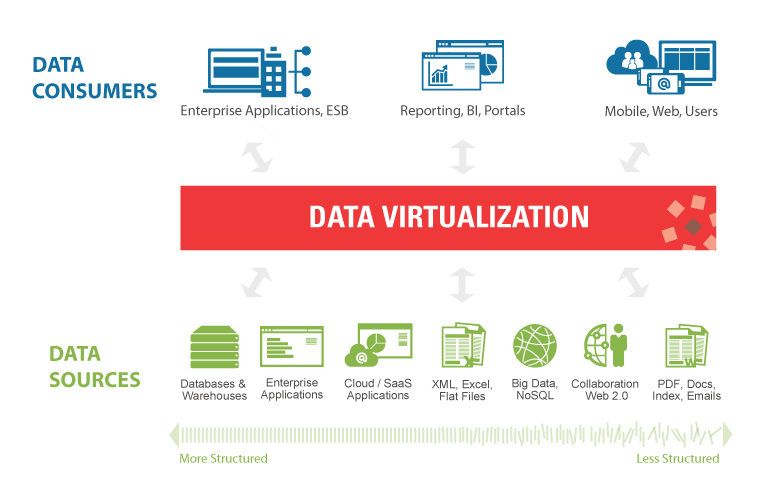 DATA
CONSUMERS
Enterprise Applications, ESB
Reporting, BI, Portals
Mobile, Web, Users
DATA VIRTUALIZATION
DATA
SOURCES
Databases &
Warehouses
Enterprise
Applications
Cloud / SaaS
Applications
XML, Excel,
Flat Files
Big Data,
NoSQL
Collaboration
Web 2.0
PDF, Docs,
Index, Emails
More Structured
Less Structured